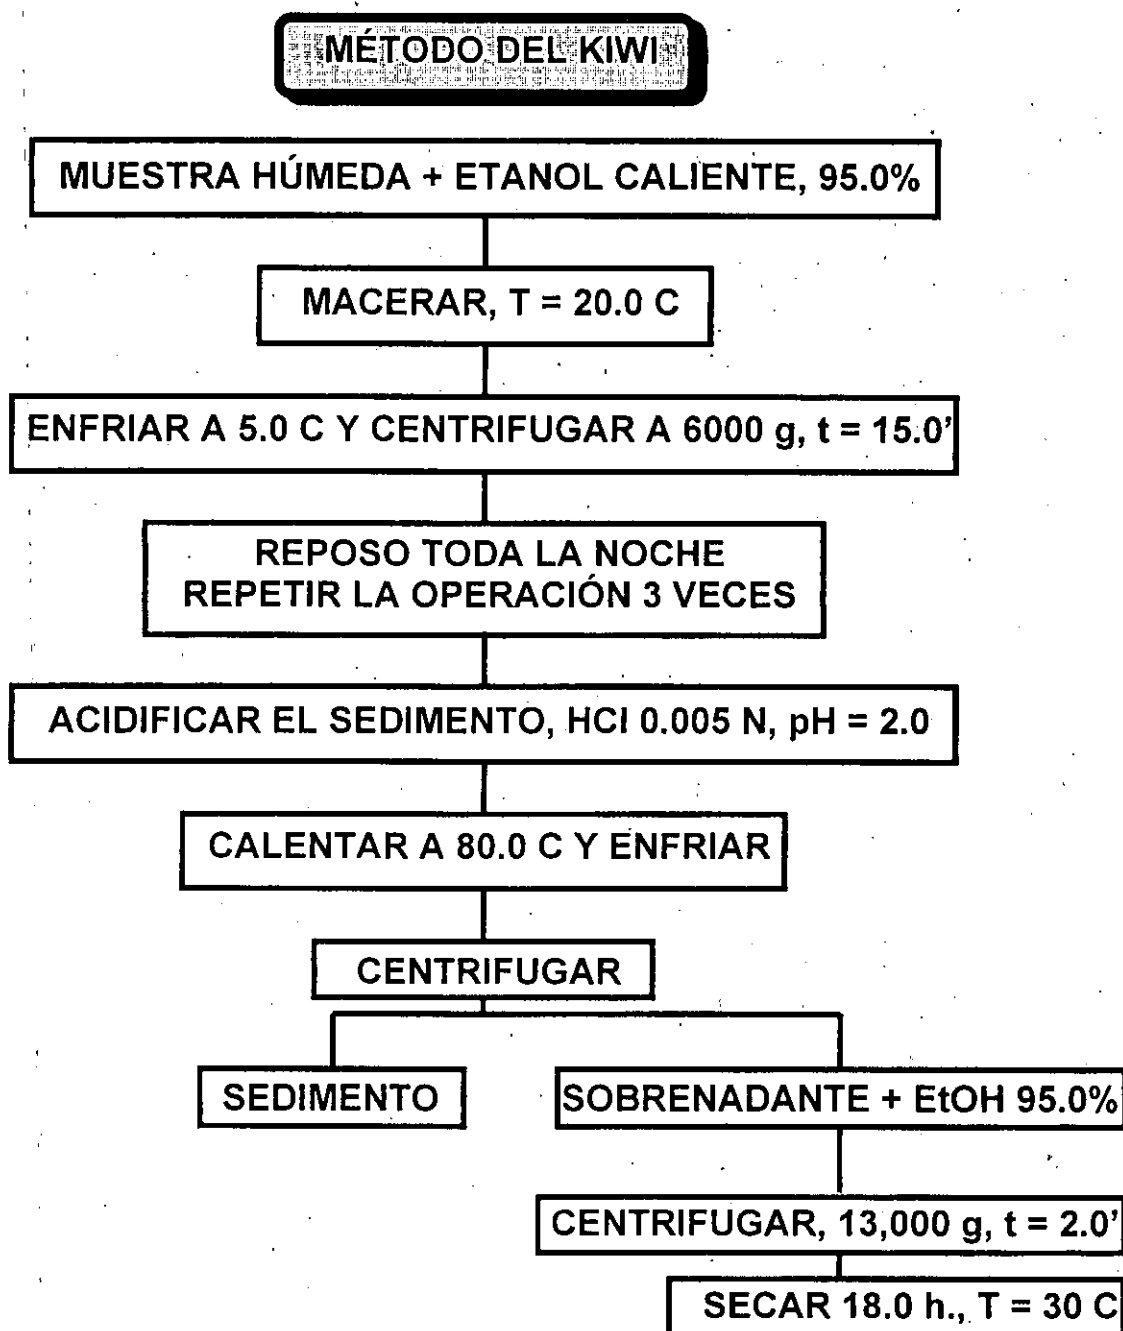 MÉTODO DEL KIWI
MUESTRA HÚMEDA + ETANOL CALIENTE, 95.0%
MACERAR, T = 20.0 C
ENFRIAR A 5.0 C Y CENTRIFUGAR A 6000 g, t = 15.0'
REPOSO TODA LA NOCHE
REPETIR LA OPERACIÓN 3 VECES
ACIDIFICAR EL SEDIMENTO, HCl 0.005 N, pH = 2.0
CALENTAR A 80.0 C Y ENFRIAR
CENTRIFUGAR
SEDIMENTO
SOBRENADANTE + EtOH 95.0%
CENTRIFUGAR, 13,000 g, t = 2.0'
SECAR 18.0 h., T = 30 C